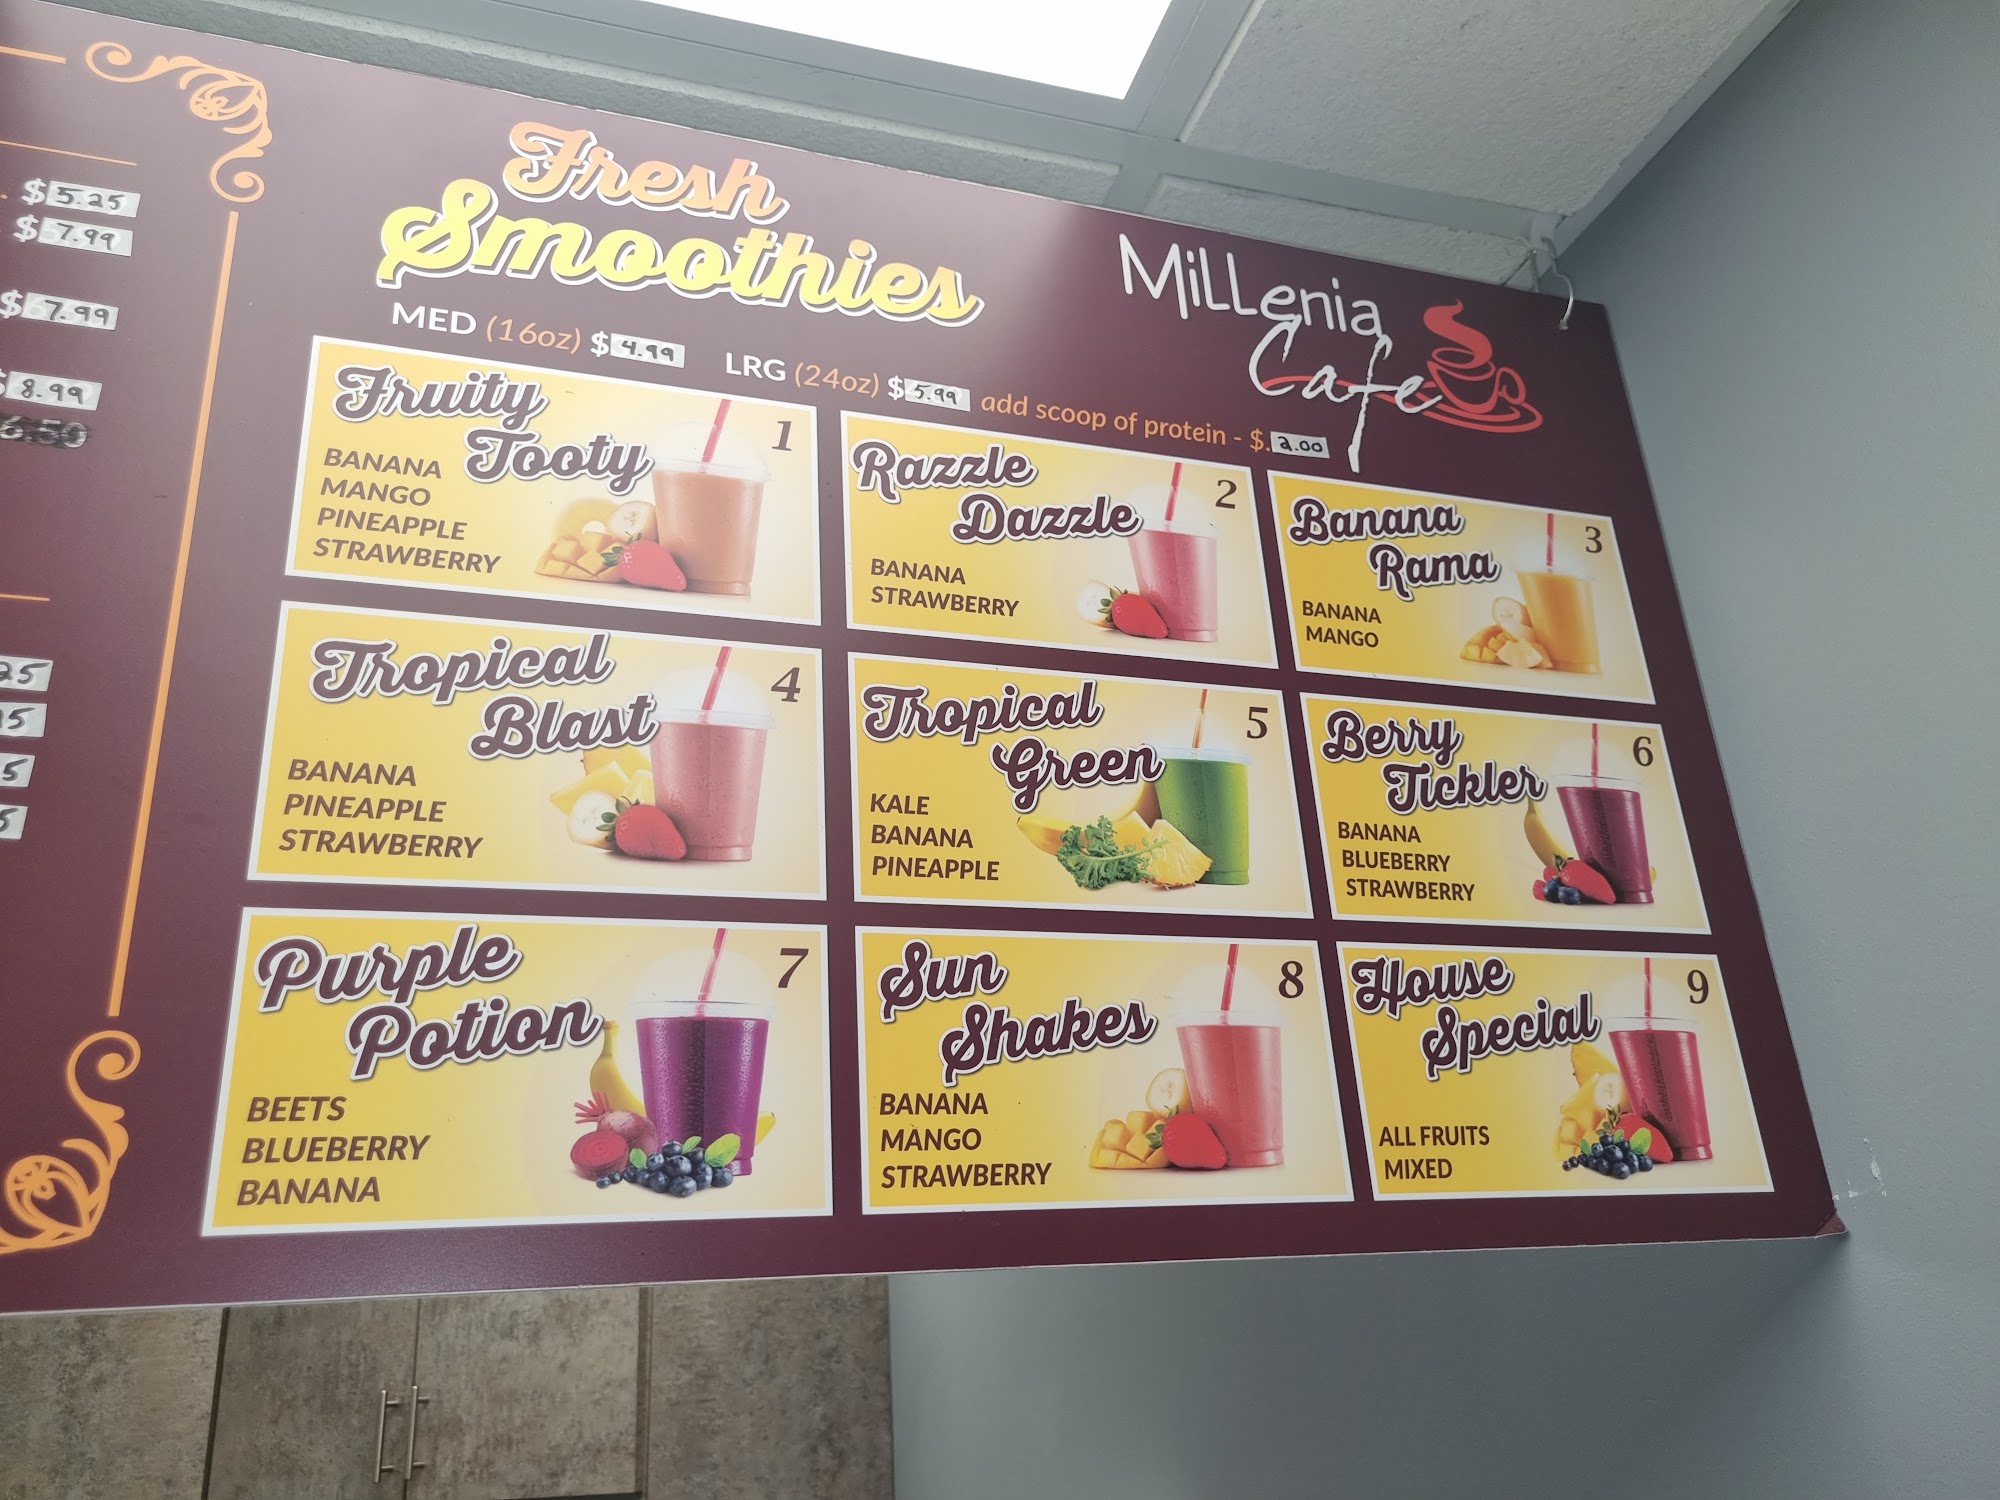 $5.25
$7.99
$7.99
$8.99
Fresh
Smoothies
MED (16oz) $4.99 LRG (24oz) $5.99 add scoop of protein - $.2.00
Millenia
Cafe
Fruity
Tooty
1
BANANA
MANGO
PINEAPPLE
STRAWBERRY
Razzle
Dazzle
2
BANANA
STRAWBERRY
Banana
Rama
3
BANANA
MANGO
Tropical
Blast
4
BANANA
PINEAPPLE
STRAWBERRY
Tropical
Green
5
KALE
BANANA
PINEAPPLE
Berry
Tickler
6
BANANA
BLUEBERRY
STRAWBERRY
Purple
Potion
7
BEETS
BLUEBERRY
BANANA
Sun
Shakes
8
BANANA
MANGO
STRAWBERRY
House
Special
9
ALL FRUITS
MIXED